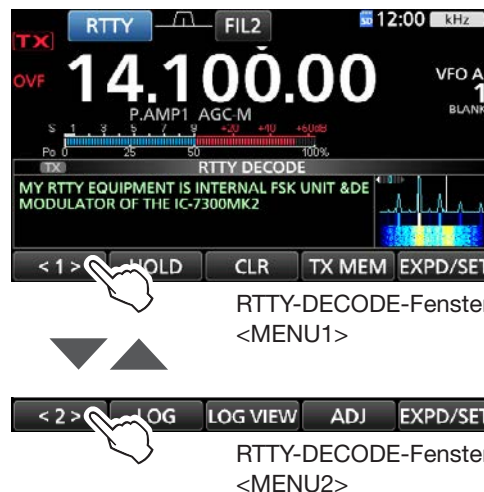 RTTY FIL2 12:00 kHz
[TX]
OVF 14.100.00 VFO A
1
P.AMP1 AGC-M BLANK
S 1 3 5 7 9 +20 +40 +60dB
Po 0 25 50 100%
TX RTTY DECODE
MY RTTY EQUIPMENT IS INTERNAL FSK UNIT &DE
MODULATOR OF THE IC-7300MK2
< 1 > HOLD CLR TX MEM EXPD/SET
RTTY-DECODE-Fenster
<MENU1>
< 2 > LOG LOG VIEW ADJ EXPD/SET
RTTY-DECODE-Fenster
<MENU2>